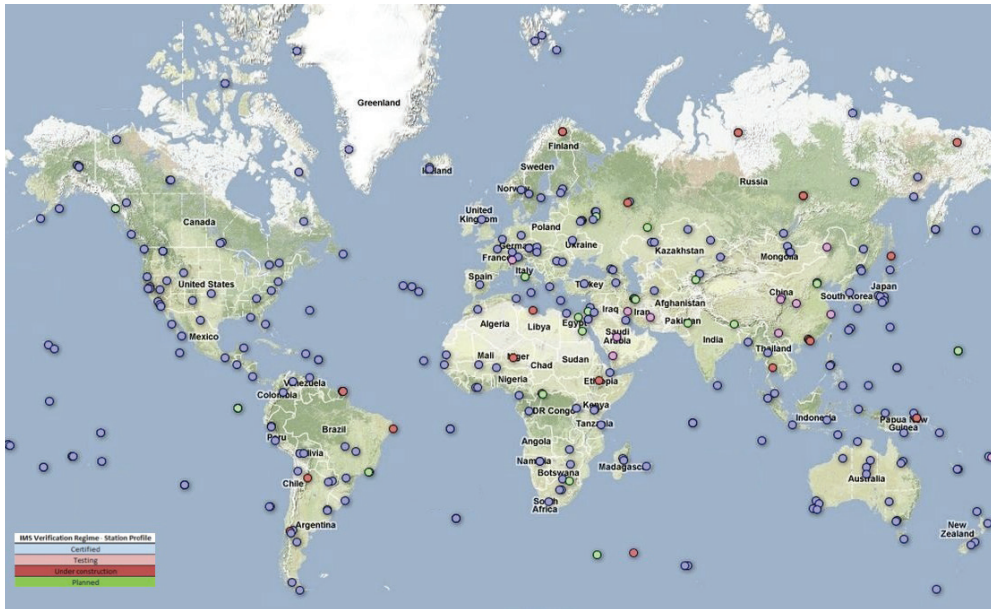 Greenland
Finland
Iceland
Sweden
Norway
Russia
Canada
United Kingdom
Poland
Germany
Ukraine
France
Kazakhstan
Mongolia
Italy
Spain
Turkey
United States
China
Japan
South Korea
Afghanistan
Iraq
Iran
Algeria
Libya
Egypt
Pakistan
Mexico
Saudi Arabia
India
Thailand
Mali
Niger
Chad
Sudan
Nigeria
Ethiopia
Venezuela
Colombia
DR Congo
Kenya
Indonesia
Papua New Guinea
Tanzania
Peru
Brazil
Angola
Bolivia
Namibia
Botswana
Madagascar
Australia
Chile
South Africa
Argentina
New Zealand
IMS Verification Regime - Station Profile
Certified
Testing
Under construction
Planned